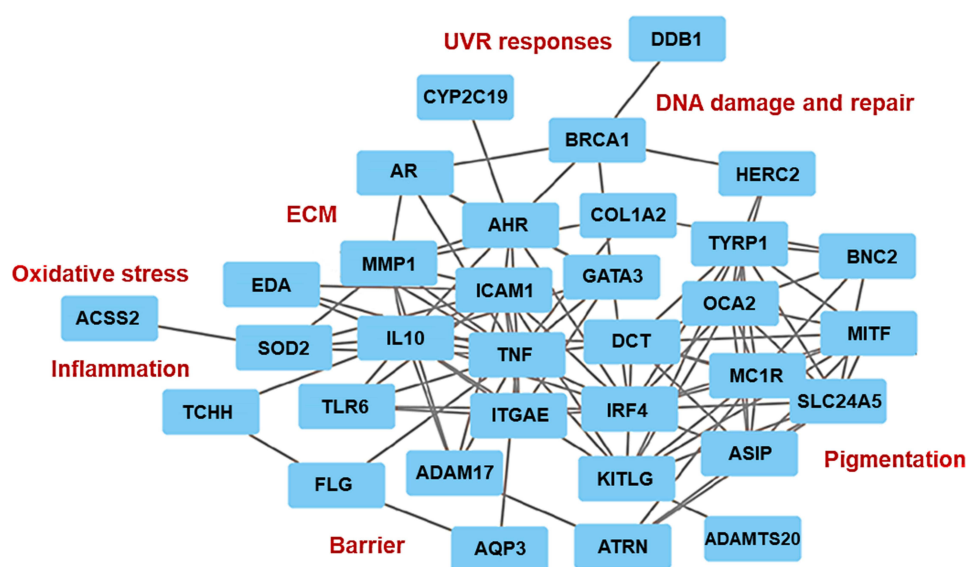 DDB1
UVR responses
CYP2C19
DNA damage and repair
BRCA1
AR
HERC2
ECM
AHR
COL1A2
TYRP1
BNC2
MMP1
GATA3
Oxidative stress
EDA
ICAM1
OCA2
ACSS2
SOD2
IL10
TNF
DCT
MITF
Inflammation
MC1R
TCHH
TLR6
ITGAE
IRF4
SLC24A5
ASIP
Pigmentation
FLG
ADAM17
KITLG
Barrier
AQP3
ATRN
ADAMTS20